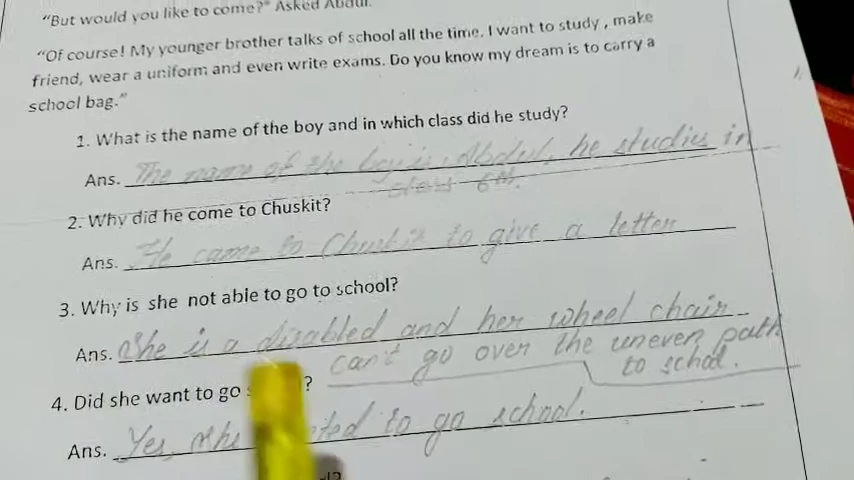 "But would you like to come?" Asked Abdul.
"Of course! My younger brother talks of school all the time. I want to study , make
friend, wear a uniform and even write exams. Do you know my dream is to carry a
school bag."
1. What is the name of the boy and in which class did he study?
Ans. The name of the boy is Abdul, he studies in
class 6th.
2. Why did he come to Chuskit?
Ans. He came to Chuskit to give a letter
3. Why is she not able to go to school?
Ans. She is a disabled and her wheel chair
can't go over the uneven path
to schol.
4. Did she want to go ?
Ans. Yes, she to go school.